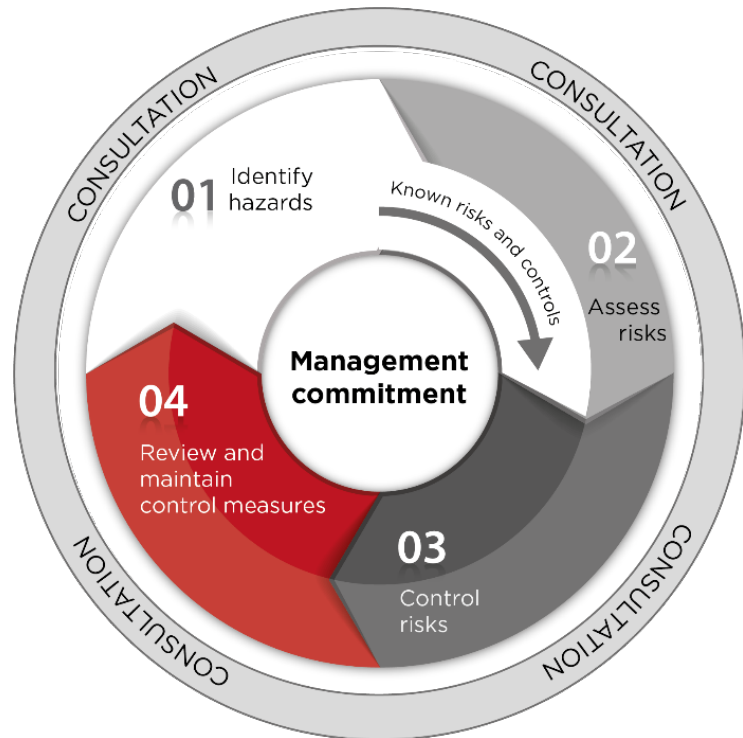 CONSULTATION
CONSULTATION
01 Identify
hazards
Known risks and controls
02
Assess
risks
Management
commitment
04
Review and
maintain
control measures
03
Control
risks
CONSULTATION
CONSULTATION